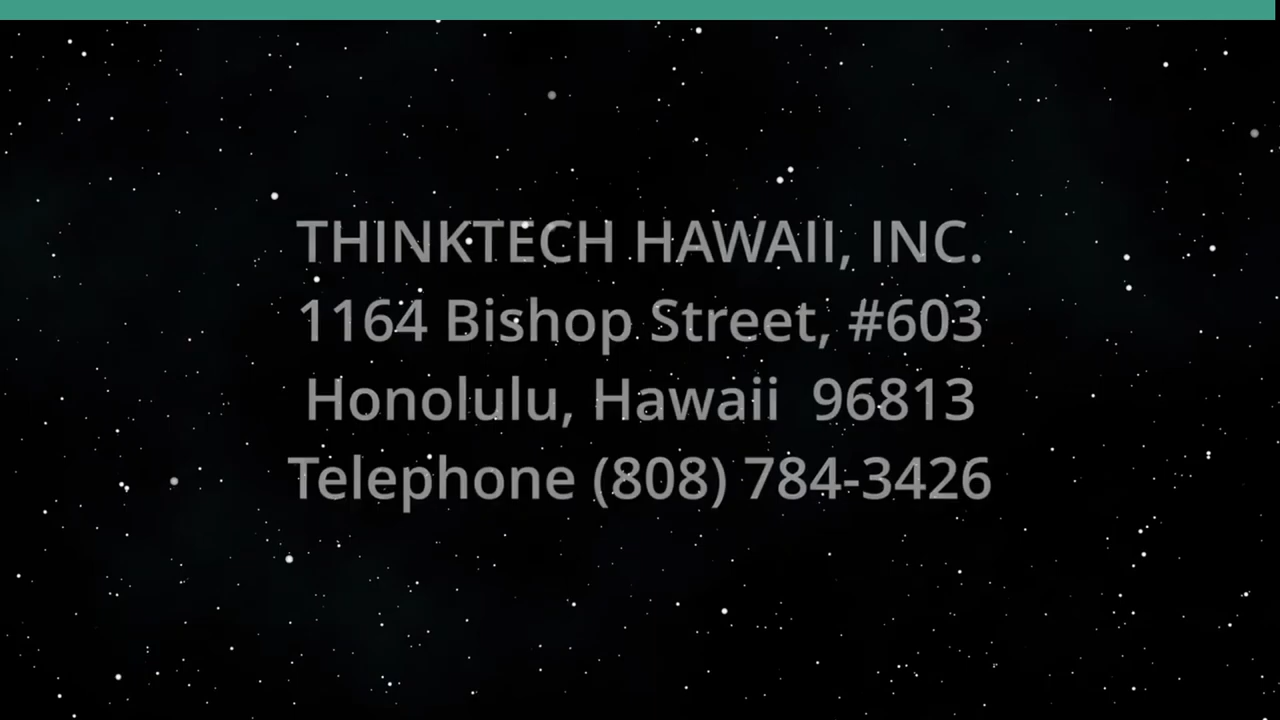 THINKTECH HAWAII, INC.
1164 Bishop Street, #603
Honolulu, Hawaii  96813
Telephone (808) 784-3426